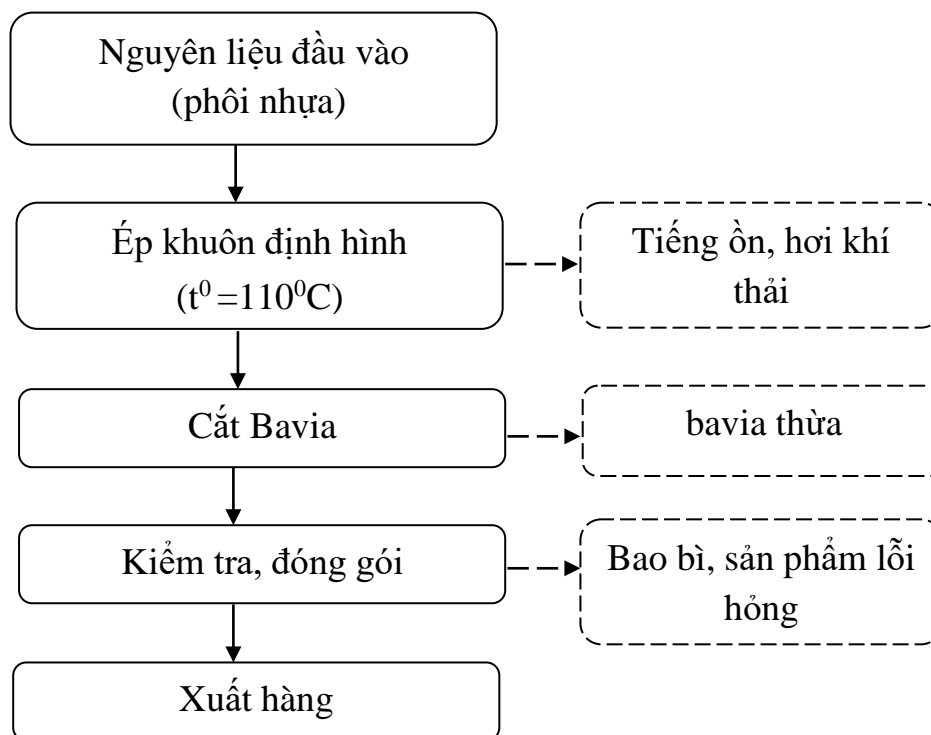 Nguyên liệu đầu vào
(phôi nhựa)
Ép khuôn định hình
(t⁰ =110⁰C)
Tiếng ồn, hơi khí
thải
Cắt Bavia
bavia thừa
Kiểm tra, đóng gói
Bao bì, sản phẩm lỗi
hỏng
Xuất hàng